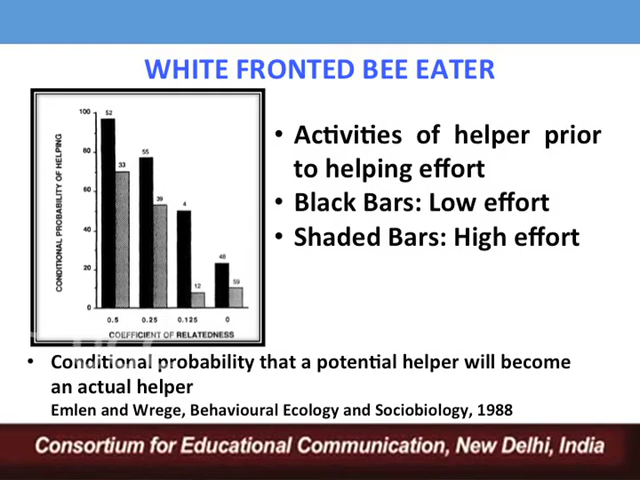 WHITE FRONTED BEE EATER
CONDITIONAL PROBABILITY OF HELPING
100
80
60
40
20
0
52
33
55
39
4
12
48
59
0.5 0.25 0.125 0
COEFFICIENT OF RELATEDNESS
• Activities of helper prior
to helping effort
• Black Bars: Low effort
• Shaded Bars: High effort
• Conditional probability that a potential helper will become
an actual helper
Emlen and Wrege, Behavioural Ecology and Sociobiology, 1988
Consortium for Educational Communication, New Delhi, India